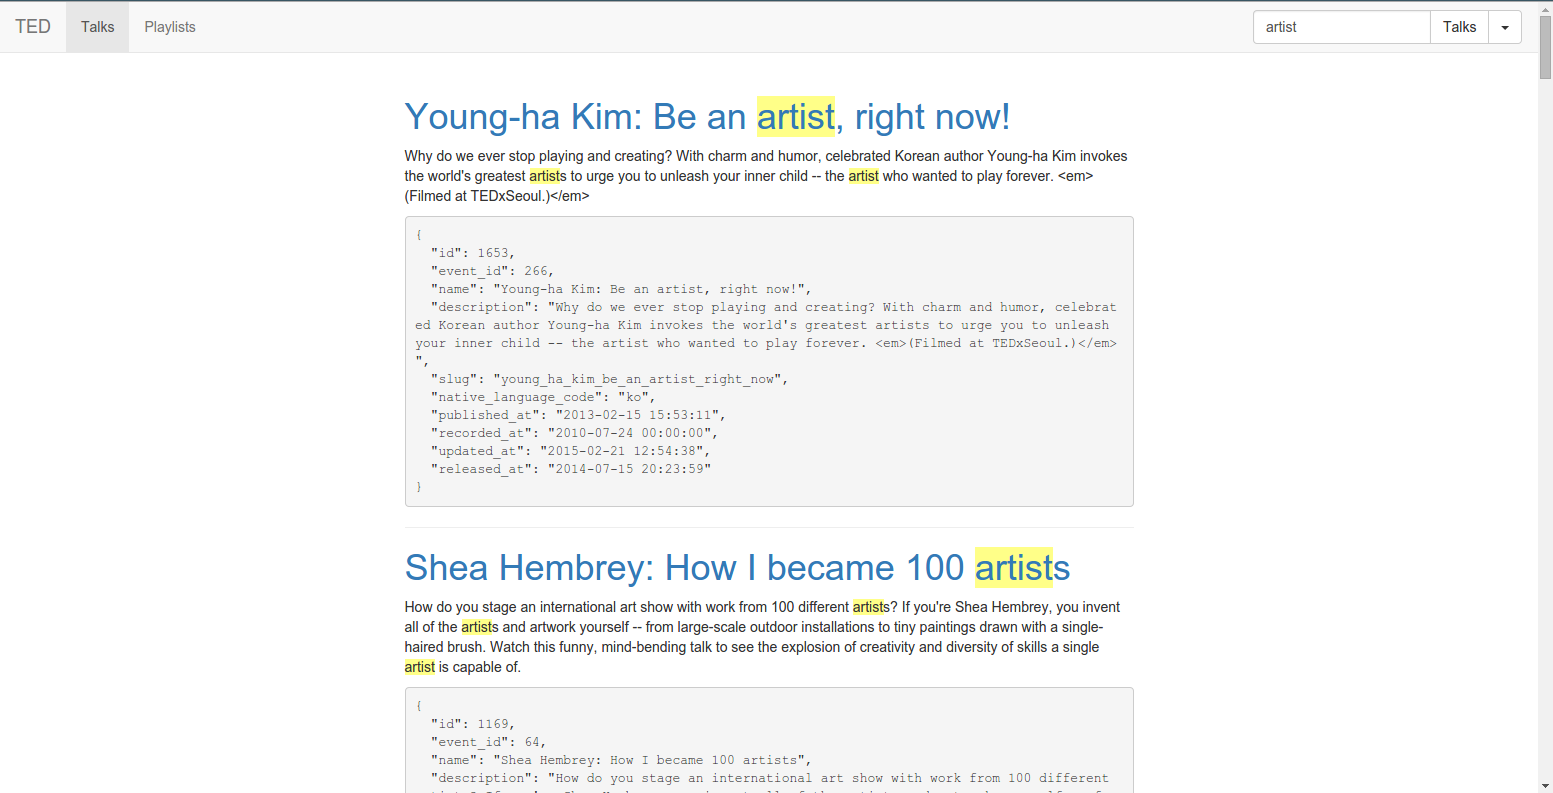 TED Talks Playlists artist Talks
Young-ha Kim: Be an artist, right now!
Why do we ever stop playing and creating? With charm and humor, celebrated Korean author Young-ha Kim invokes
the world's greatest artists to urge you to unleash your inner child -- the artist who wanted to play forever. <em>
(Filmed at TEDxSeoul.)</em>
{
"id": 1653,
"event_id": 266,
"name": "Young-ha Kim: Be an artist, right now!",
"description": "Why do we ever stop playing and creating? With charm and humor, celebrat
ed Korean author Young-ha Kim invokes the world's greatest artists to urge you to unleash
your inner child -- the artist who wanted to play forever. <em>(Filmed at TEDxSeoul.)</em>
",
"slug": "young_ha_kim_be_an_artist_right_now",
"native_language_code": "ko",
"published_at": "2013-02-15 15:53:11",
"recorded_at": "2010-07-24 00:00:00",
"updated_at": "2015-02-21 12:54:38",
"released_at": "2014-07-15 20:23:59"
}
Shea Hembrey: How I became 100 artists
How do you stage an international art show with work from 100 different artists? If you're Shea Hembrey, you invent
all of the artists and artwork yourself -- from large-scale outdoor installations to tiny paintings drawn with a single-
haired brush. Watch this funny, mind-bending talk to see the explosion of creativity and diversity of skills a single
artist is capable of.
{
"id": 1169,
"event_id": 64,
"name": "Shea Hembrey: How I became 100 artists",
"description": "How do you stage an international art show with work from 100 different